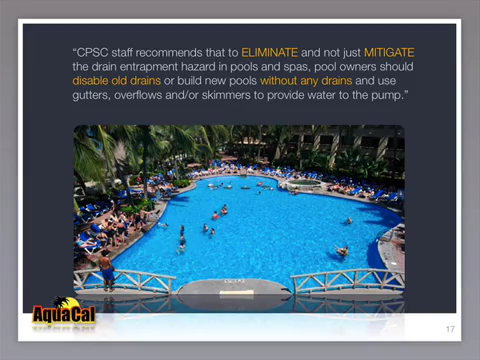 “CPSC staff recommends that to ELIMINATE and not just MITIGATE
the drain entrapment hazard in pools and spas, pool owners should
disable old drains or build new pools without any drains and use
gutters, overflows and/or skimmers to provide water to the pump.”
AquaCal
17